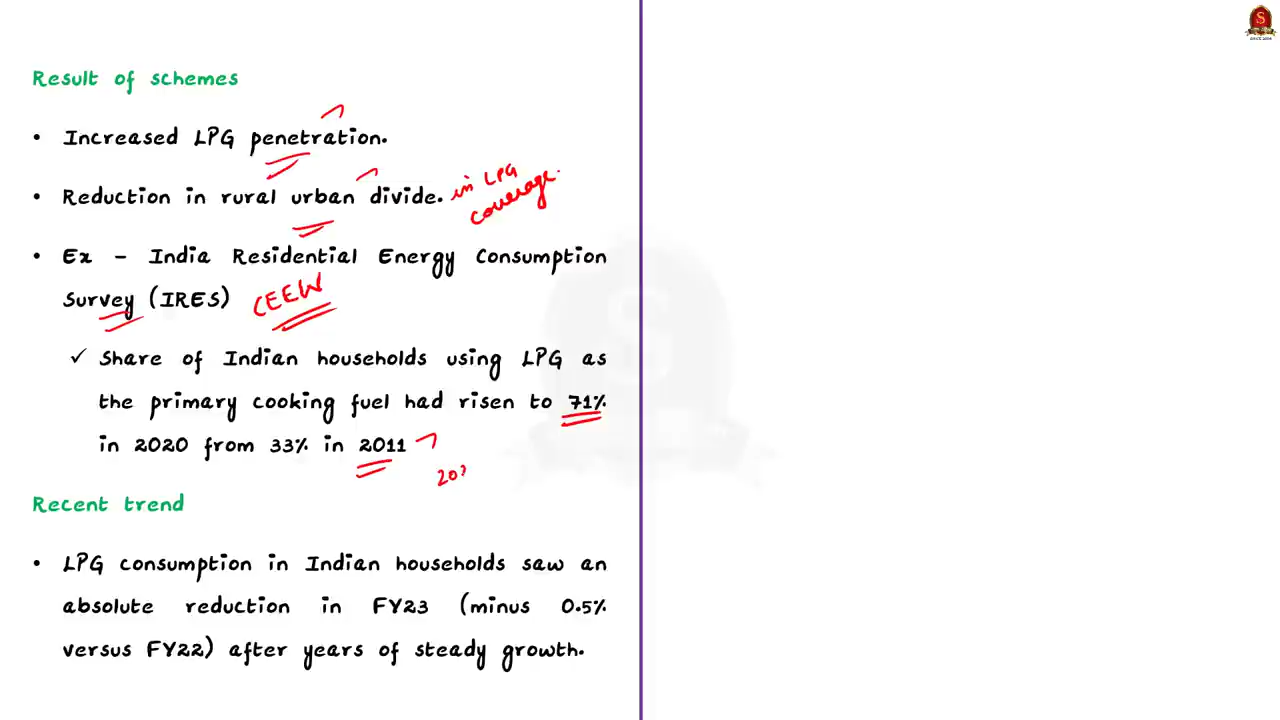 Result of schemes
• Increased LPG penetration.
• Reduction in rural urban divide. in LPG
coverage.
• Ex - India Residential Energy Consumption
Survey (IRES) CEEW
✓ Share of Indian households using LPG as
the primary cooking fuel had risen to 71%
in 2020 from 33% in 2011
Recent trend
• LPG consumption in Indian households saw an
absolute reduction in FY23 (minus 0.5%
versus FY22) after years of steady growth.